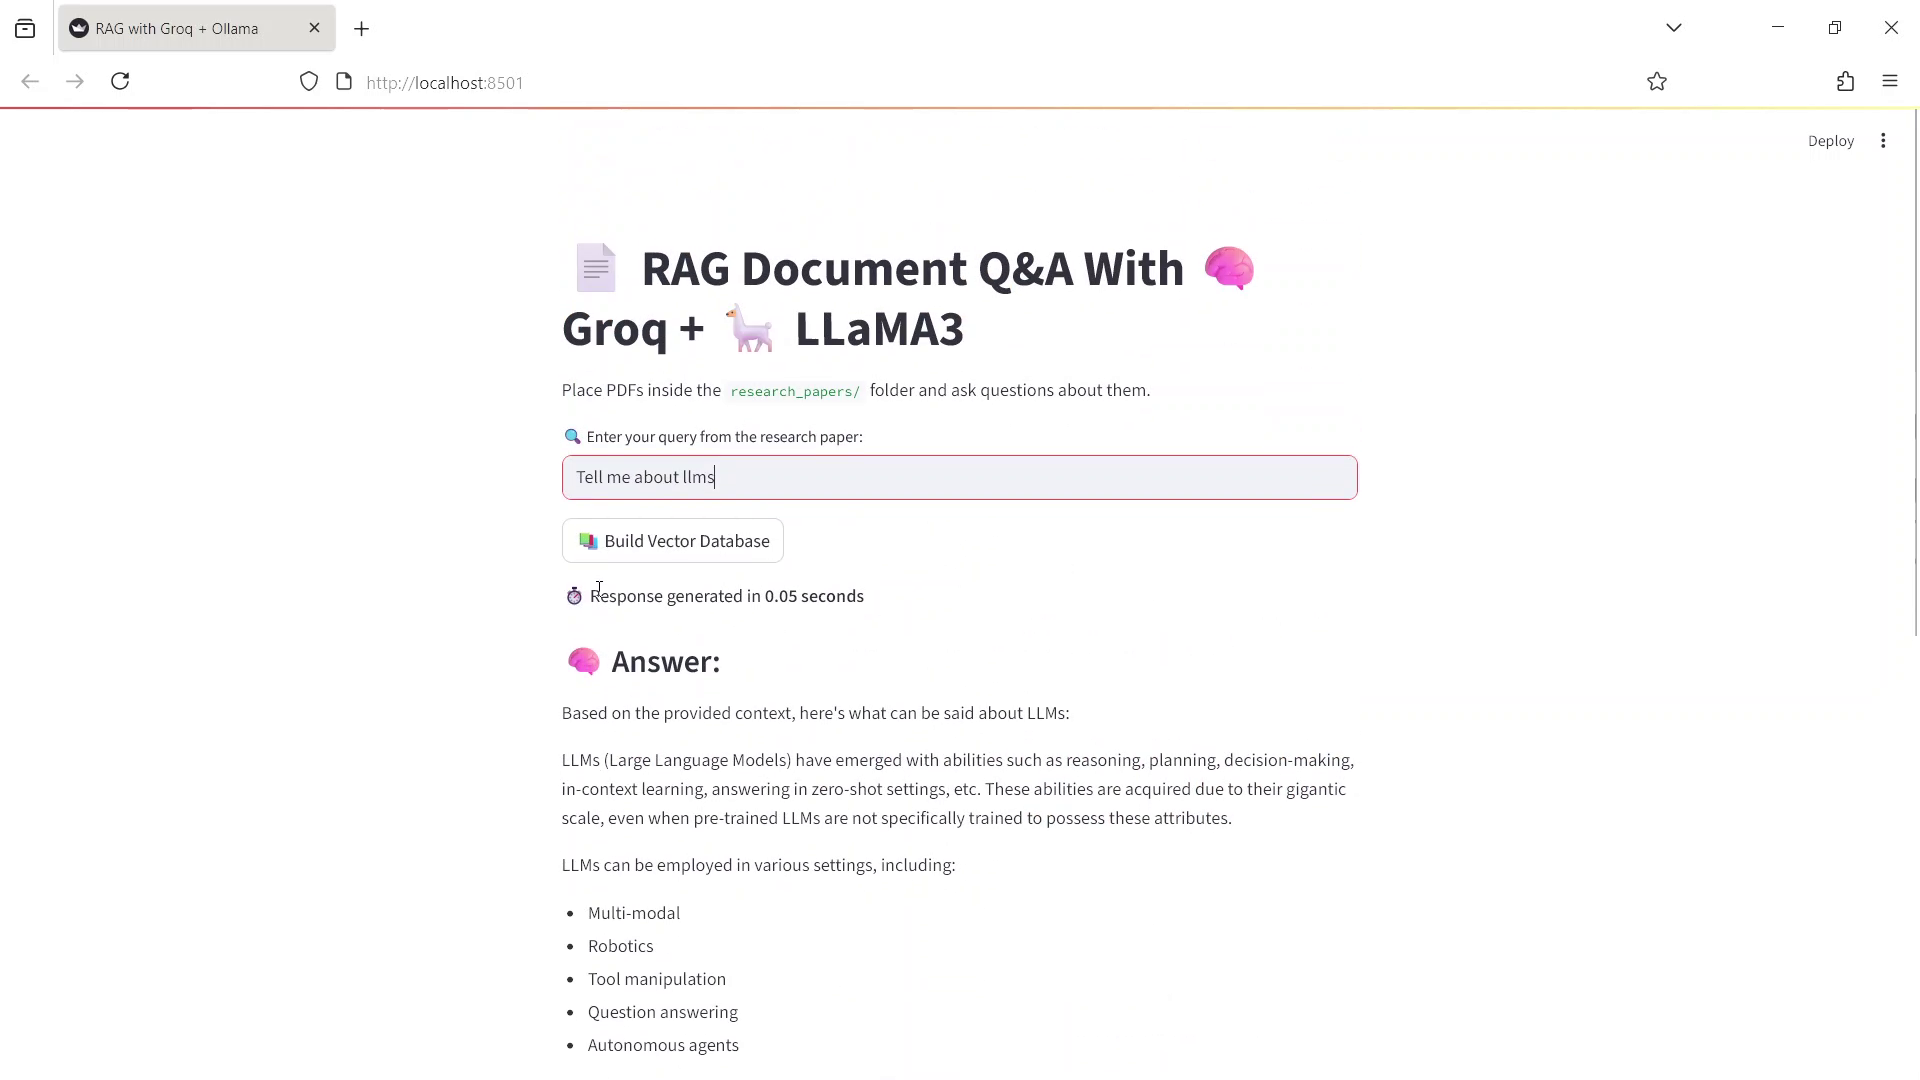 RAG with Groq + Ollama
http://localhost:8501
Deploy
RAG Document Q&A With
Groq + LLaMA3
Place PDFs inside the research_papers/ folder and ask questions about them.
Enter your query from the research paper:
Tell me about llms
Build Vector Database
Response generated in 0.05 seconds
Answer:
Based on the provided context, here's what can be said about LLMs:
LLMs (Large Language Models) have emerged with abilities such as reasoning, planning, decision-making,
in-context learning, answering in zero-shot settings, etc. These abilities are acquired due to their gigantic
scale, even when pre-trained LLMs are not specifically trained to possess these attributes.
LLMs can be employed in various settings, including:
• Multi-modal
• Robotics
• Tool manipulation
• Question answering
• Autonomous agents